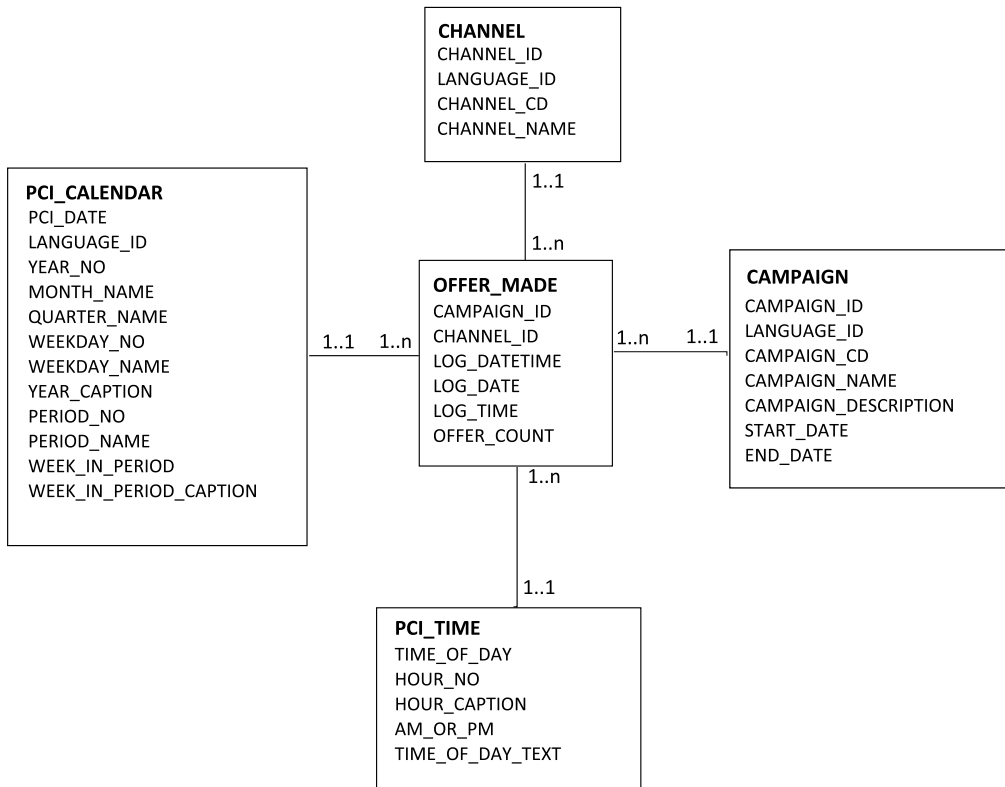 CHANNEL
CHANNEL_ID
LANGUAGE_ID
CHANNEL_CD
CHANNEL_NAME
1..1
1..n
PCI_CALENDAR
PCI_DATE
LANGUAGE_ID
YEAR_NO
MONTH_NAME
QUARTER_NAME
WEEKDAY_NO
WEEKDAY_NAME
YEAR_CAPTION
PERIOD_NO
PERIOD_NAME
WEEK_IN_PERIOD
WEEK_IN_PERIOD_CAPTION
1..1 1..n
OFFER_MADE
CAMPAIGN_ID
CHANNEL_ID
LOG_DATETIME
LOG_DATE
LOG_TIME
OFFER_COUNT
1..n 1..1
CAMPAIGN
CAMPAIGN_ID
LANGUAGE_ID
CAMPAIGN_CD
CAMPAIGN_NAME
CAMPAIGN_DESCRIPTION
START_DATE
END_DATE
1..n
1..1
PCI_TIME
TIME_OF_DAY
HOUR_NO
HOUR_CAPTION
AM_OR_PM
TIME_OF_DAY_TEXT